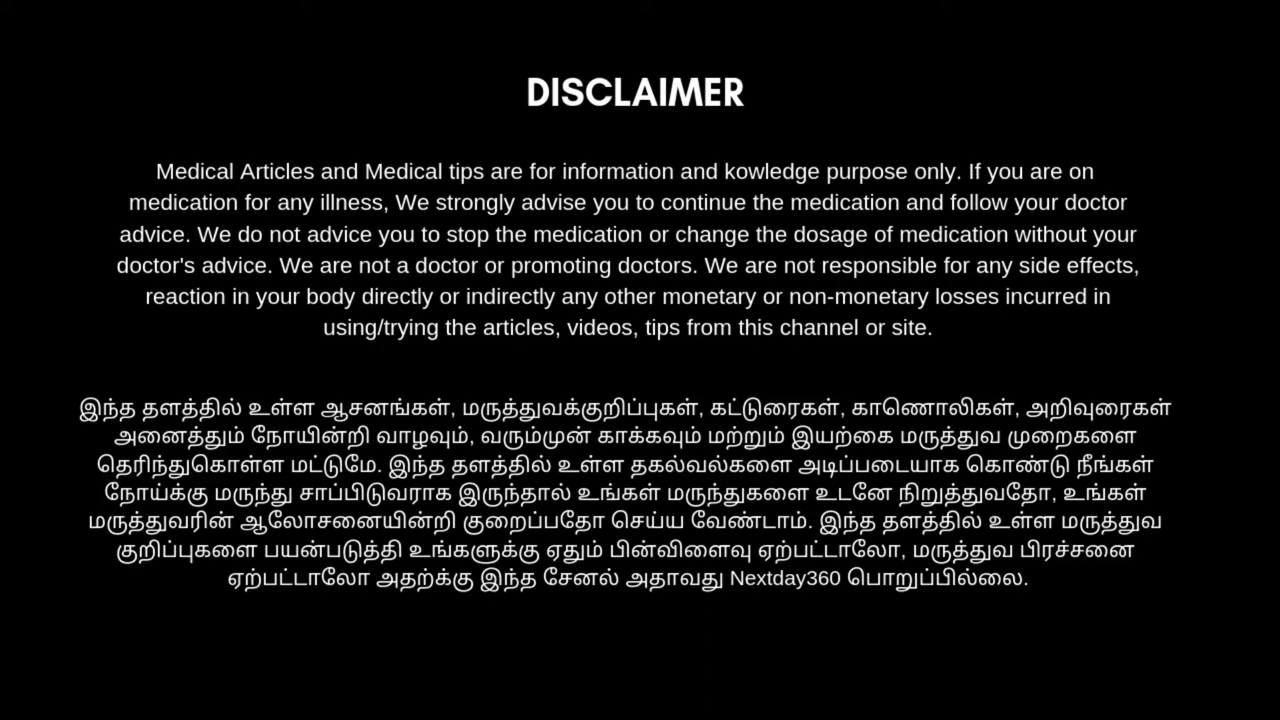 DISCLAIMER
Medical Articles and Medical tips are for information and kowledge purpose only. If you are on
medication for any illness, We strongly advise you to continue the medication and follow your doctor
advice. We do not advice you to stop the medication or change the dosage of medication without your
doctor's advice. We are not a doctor or promoting doctors. We are not responsible for any side effects,
reaction in your body directly or indirectly any other monetary or non-monetary losses incurred in
using/trying the articles, videos, tips from this channel or site.
இந்த தளத்தில் உள்ள ஆசனங்கள், மருத்துவக்குறிப்புகள், கட்டுரைகள், காணொலிகள், அறிவுரைகள்
அனைத்தும் நோயின்றி வாழவும், வரும்முன் காக்கவும் மற்றும் இயற்கை மருத்துவ முறைகளை
தெரிந்துகொள்ள மட்டுமே. இந்த தளத்தில் உள்ள தகல்வல்களை அடிப்படையாக கொண்டு நீங்கள்
நோய்க்கு மருந்து சாப்பிடுவராக இருந்தால் உங்கள் மருந்துகளை உடனே நிறுத்துவதோ, உங்கள்
மருத்துவரின் ஆலோசனையின்றி குறைப்பதோ செய்ய வேண்டாம். இந்த தளத்தில் உள்ள மருத்துவ
குறிப்புகளை பயன்படுத்தி உங்களுக்கு ஏதும் பின்விளைவு ஏற்பட்டாலோ, மருத்துவ பிரச்சனை
ஏற்பட்டாலோ அதற்க்கு இந்த சேனல் அதாவது Nextday360 பொறுப்பில்லை.